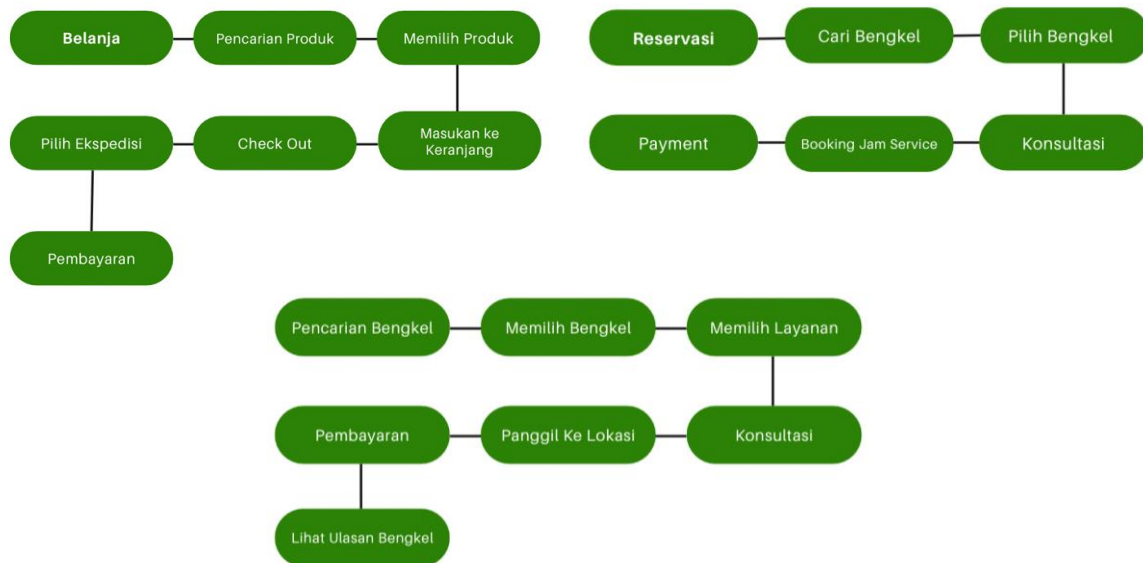 Belanja
Pencarian Produk
Memilih Produk
Pilih Ekspedisi
Check Out
Masukan ke
Keranjang
Pembayaran
Reservasi
Cari Bengkel
Pilih Bengkel
Payment
Booking Jam Service
Konsultasi
Pencarian Bengkel
Memilih Bengkel
Memilih Layanan
Pembayaran
Panggil Ke Lokasi
Konsultasi
Lihat Ulasan Bengkel